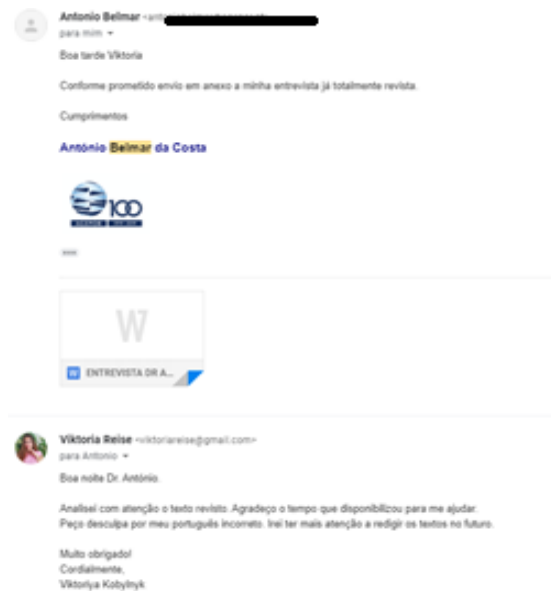 Antonio Belmar
para mim
Boa tarde Viktoria
Conforme prometido envio em anexo a minha entrevista já totalmente revista.
Cumprimentos
António Belmar da Costa
100
W
W ENTREVISTA DR A...
Viktoria Reise <viktoriareise@gmail.com>
para Antonio
Boa noite Dr. António.
Analisei com atenção o texto revisto. Agradeço o tempo que disponibilizou para me ajudar.
Peço desculpa por meu português incorreto. Irei ter mais atenção a redigir os textos no futuro.
Muito obrigado!
Cordialmente,
Viktoriya Kobylnyk